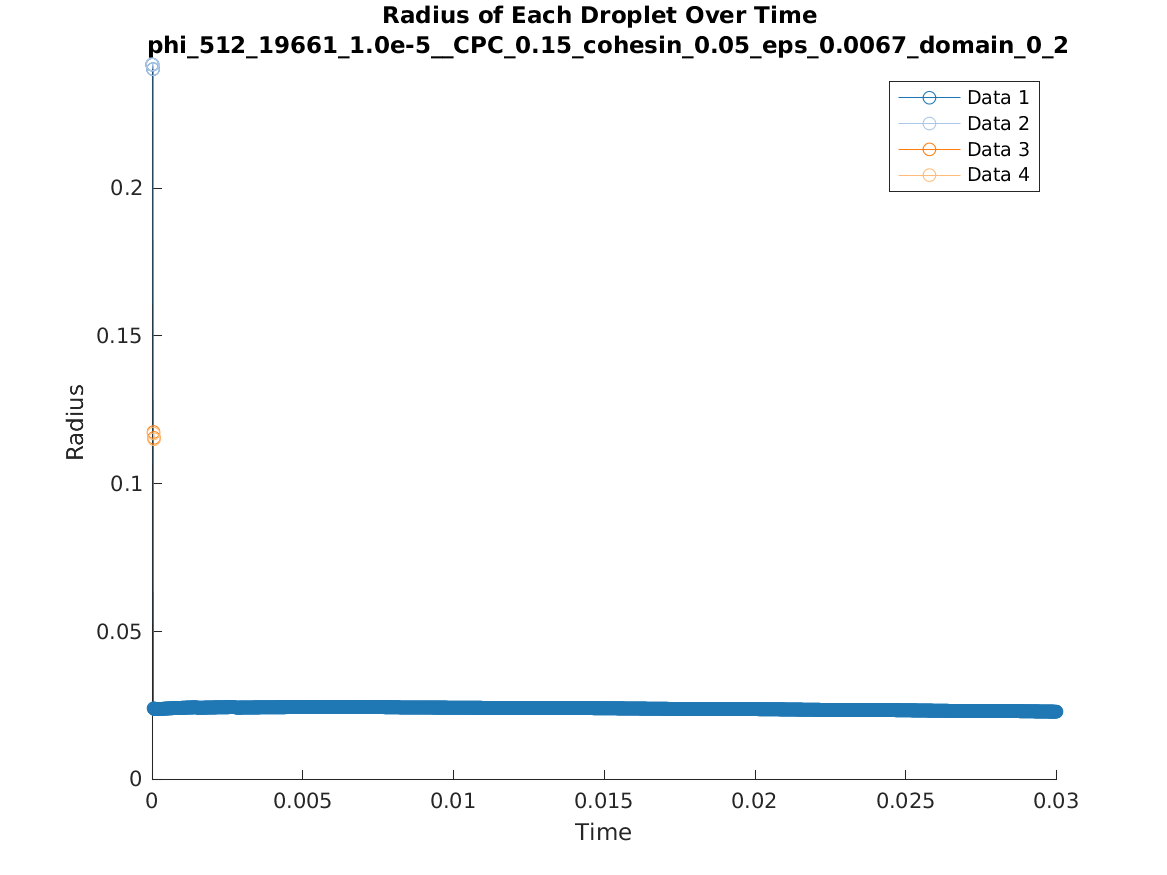 Radius of Each Droplet Over Time
phi_512_19661_1.0e-5__CPC_0.15_cohesin_0.05_eps_0.0067_domain_0_2
Data 1
Data 2
Data 3
Data 4
0.2
0.15
0.1
0.05
0
Radius
0
0.005
0.01
0.015
0.02
0.025
0.03
Time